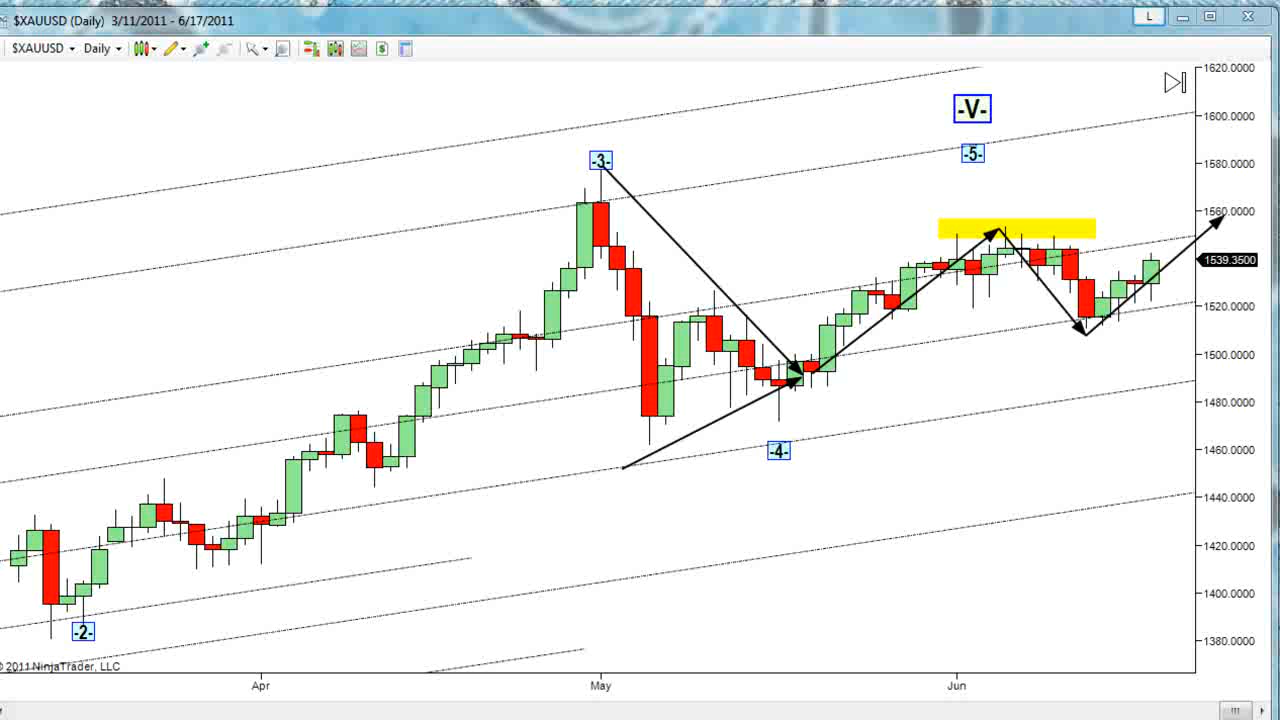 $XAUUSD (Daily) 3/11/2011 - 6/17/2011
L
$XAUUSD Daily
1620.0000
-V-
1600.0000
-5-
1580.0000
-3-
1560.0000
1539.3500
1520.0000
1500.0000
1480.0000
-4-
1460.0000
1440.0000
1420.0000
1400.0000
-2-
1380.0000
© 2011 NinjaTrader, LLC
Apr
May
Jun